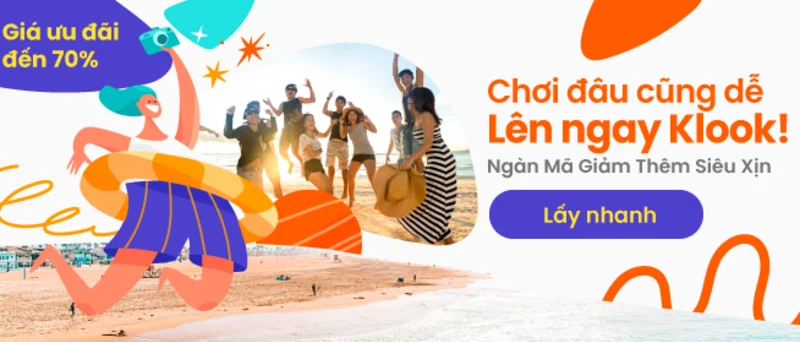 Giá ưu đãi
đến 70%
Chơi đâu cũng dễ
Lên ngay Klook!
Ngàn Mã Giảm Thêm Siêu Xịn
Lấy nhanh